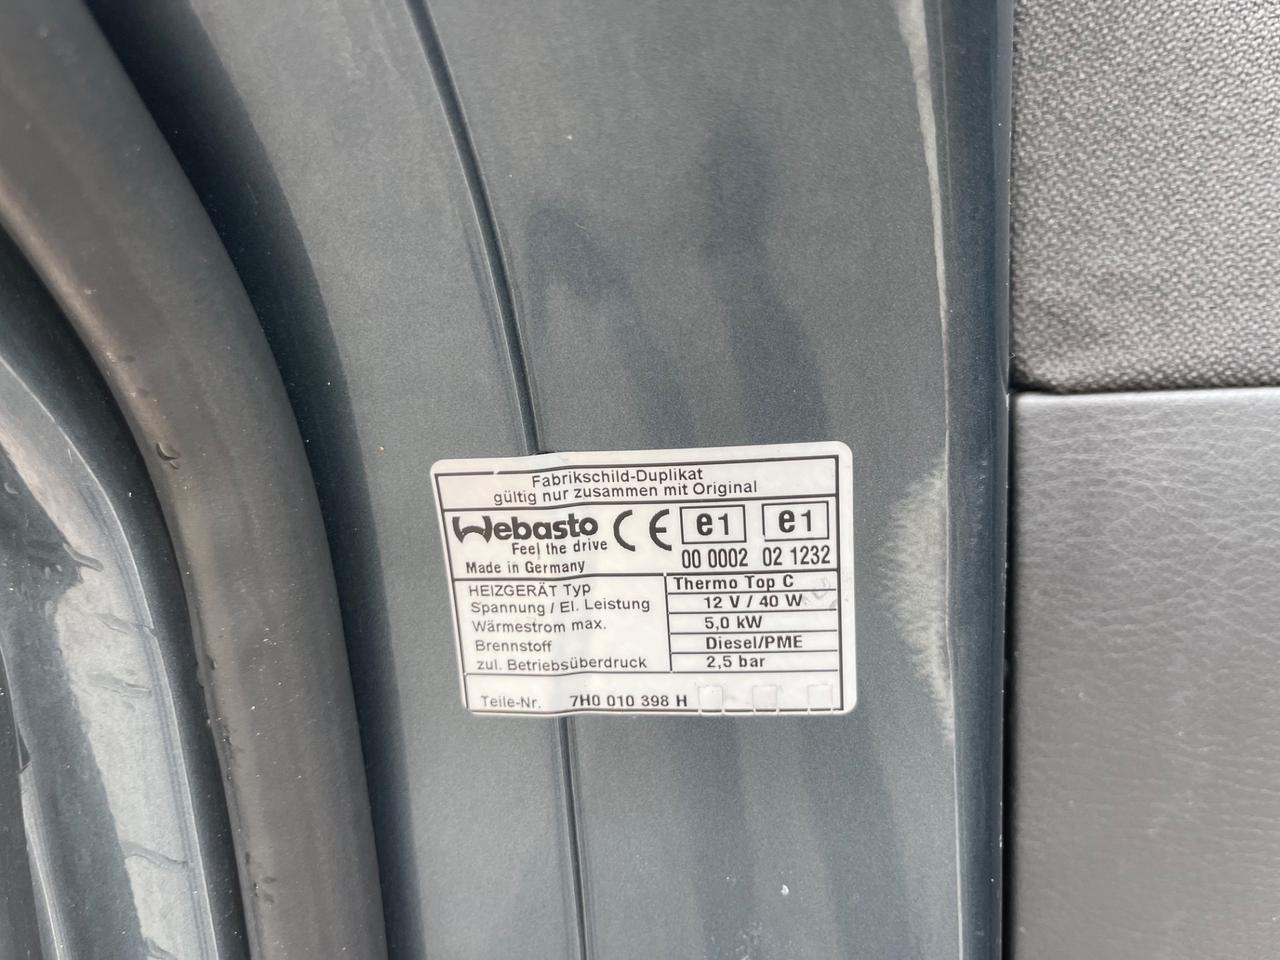 Fabrikschild-Duplikat
gültig nur zusammen mit Original
Webasto CE e1 e1
Feel the drive
Made in Germany 00 0002 02 1232
HEIZGERÄT Typ Thermo Top C
Spannung / El. Leistung 12 V / 40 W
Wärmestrom max. 5,0 kW
Brennstoff Diesel/PME
zul. Betriebsüberdruck 2,5 bar
Teile-Nr. 7H0 010 398 H